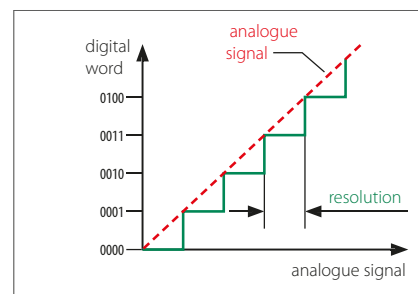 digital
word
analogue
signal
0100
0011
0010
0001
resolution
0000
analogue signal